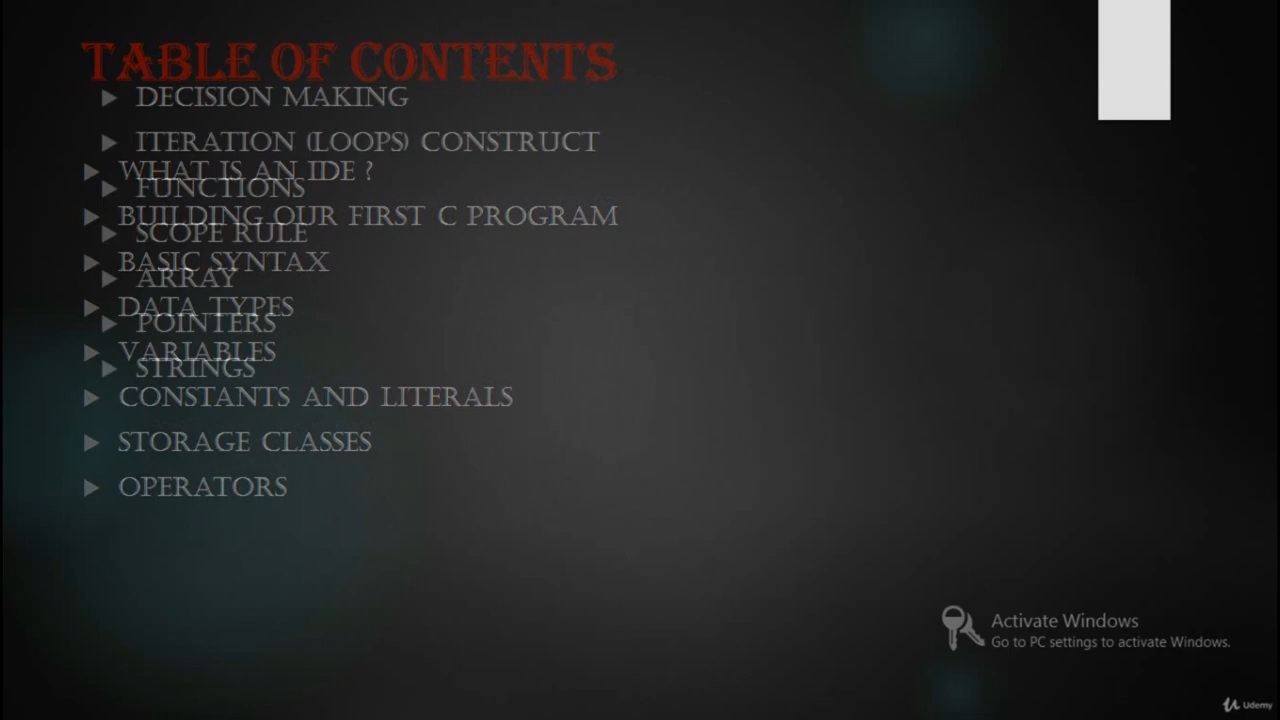 TABLE OF CONTENTS
DECISION MAKING
ITERATION (LOOPS) CONSTRUCT
WHAT IS AN IDE ?
FUNCTIONS
BUILDING OUR FIRST C PROGRAM
SCOPE RULE
BASIC SYNTAX
ARRAY
DATA TYPES
POINTERS
VARIABLES
STRINGS
CONSTANTS AND LITERALS
STORAGE CLASSES
OPERATORS
Activate Windows
Go to PC settings to activate Windows.
Udemy